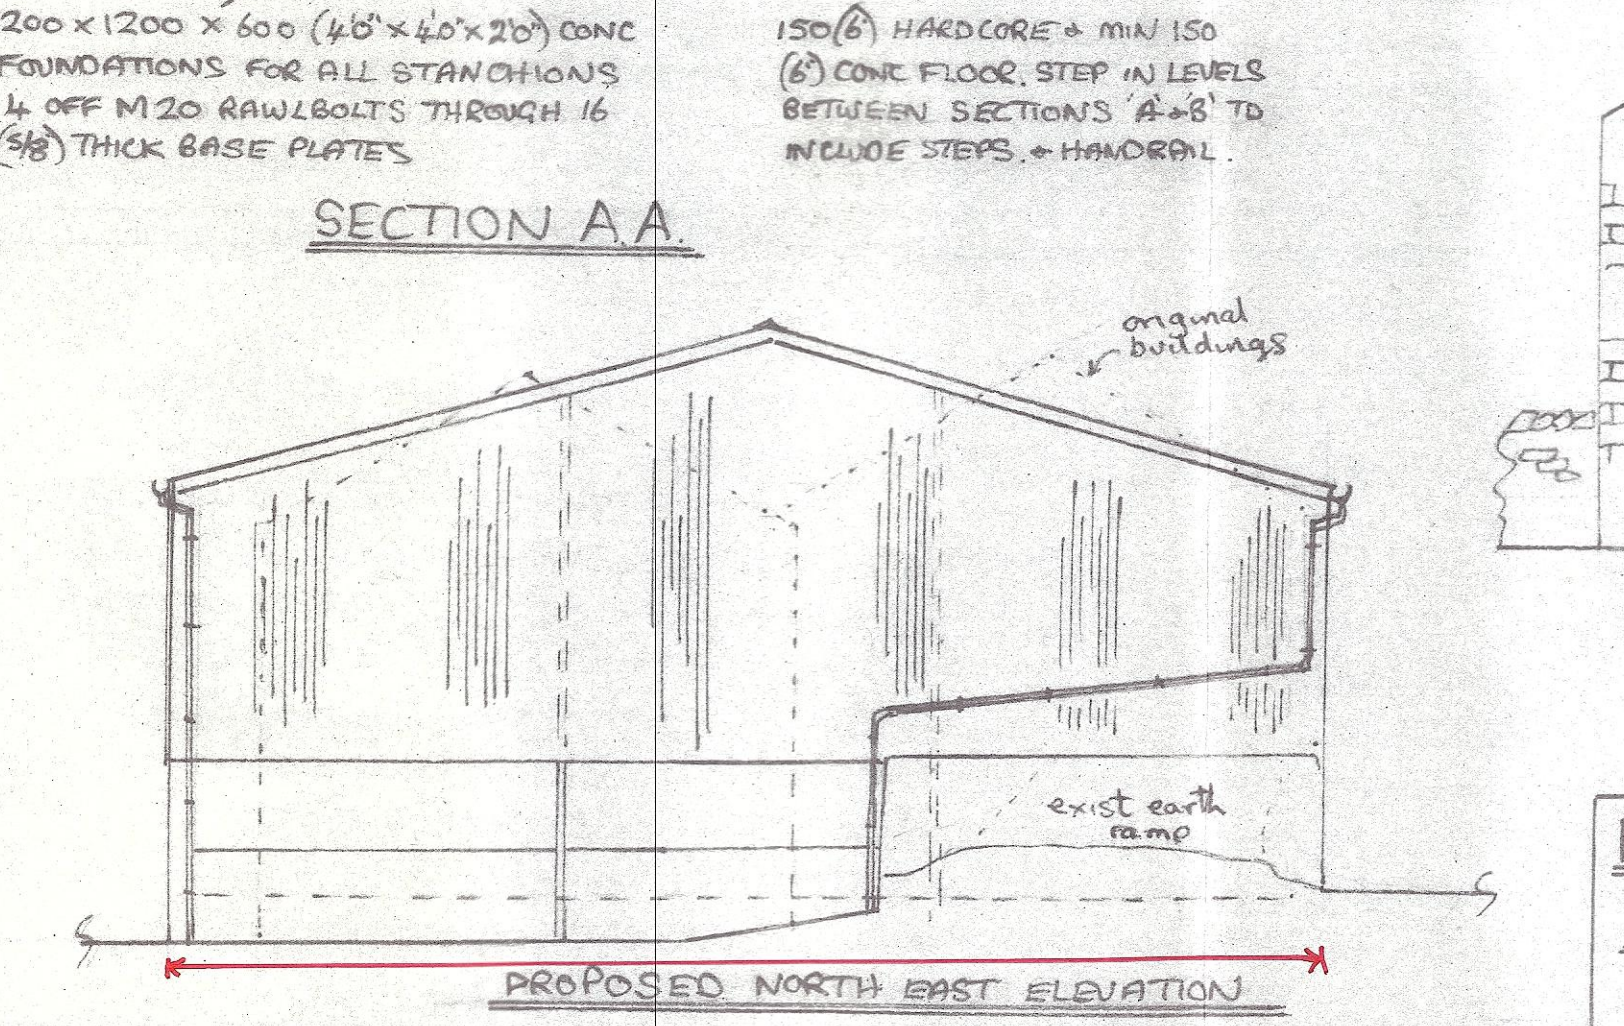 200 x 1200 x 600 (4'0" x 4'0" x 2'0") CONC
FOUNDATIONS FOR ALL STANCHIONS
4 OFF M20 RAWLBOLTS THROUGH 16
(5/8) THICK BASE PLATES
150 (6") HARDCORE & MIN 150
(6") CONC FLOOR. STEP IN LEVELS
BETWEEN SECTIONS 'A' & 'B' TO
INCLUDE STEPS. & HANDRAIL.
SECTION A.A.
original
buildings
exist earth
ramp
PROPOSED NORTH EAST ELEVATION